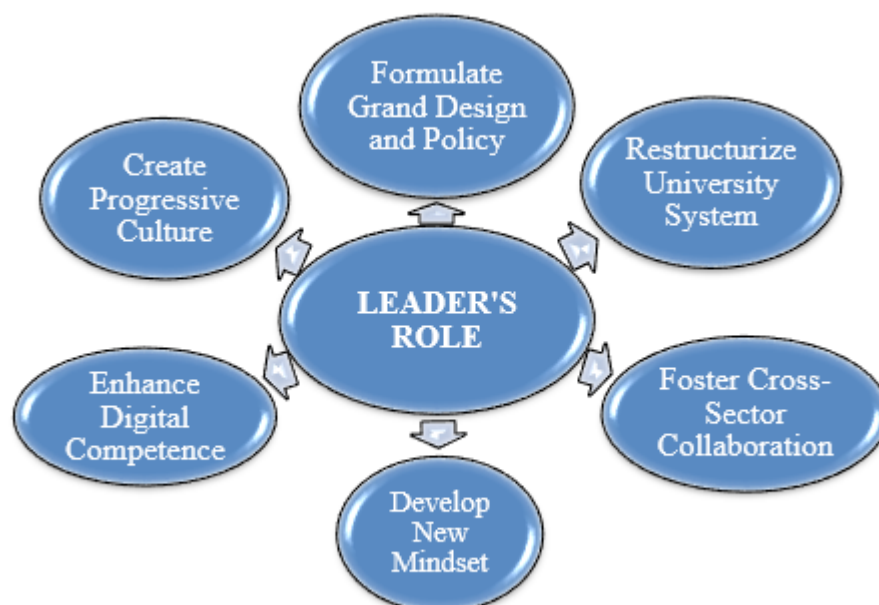 Formulate
Grand Design
and Policy
Restructurize
University
System
Foster Cross-
Sector
Collaboration
Develop
New
Mindset
Enhance
Digital
Competence
Create
Progressive
Culture
LEADER'S
ROLE